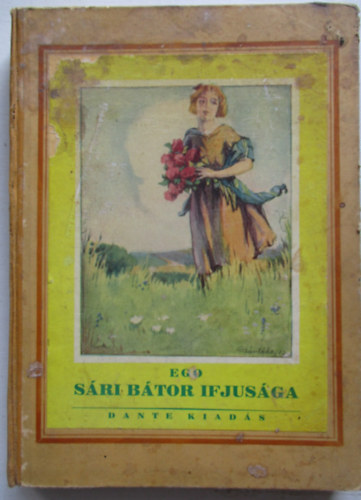 EGO
SÁRI BÁTOR IFJUSÁGA
DANTE KIADÁS